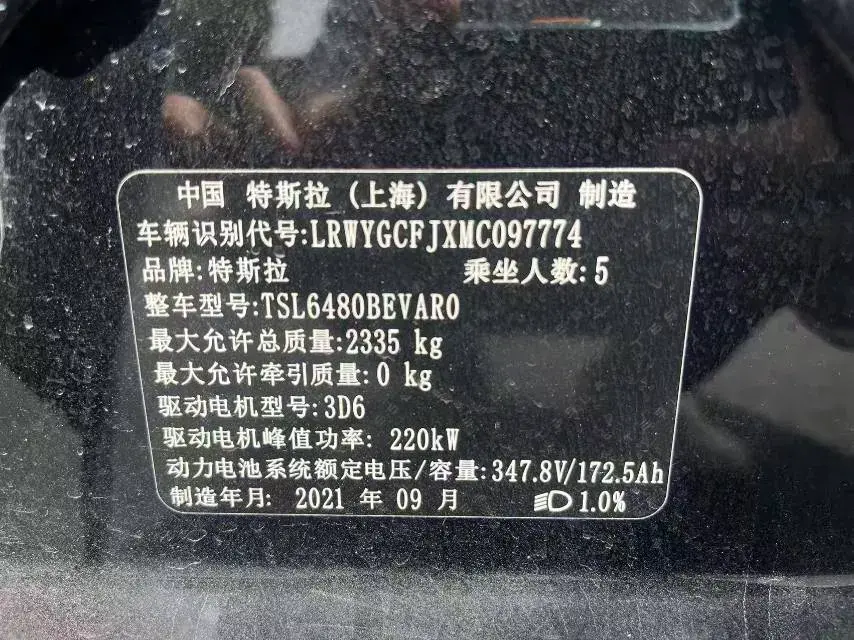 中国 特斯拉 (上海) 有限公司 制造
车辆识别代号:LRWYGCFJXMC097774
品牌:特斯拉 乘坐人数:5
整车型号:TSL6480BEVAR0
最大允许总质量:2335 kg
最大允许牵引质量:0 kg
驱动电机型号:3D6
驱动电机峰值功率: 220kW
动力电池系统额定电压/容量:347.8V/172.5Ah
制造年月: 2021 年 09 月 1.0%